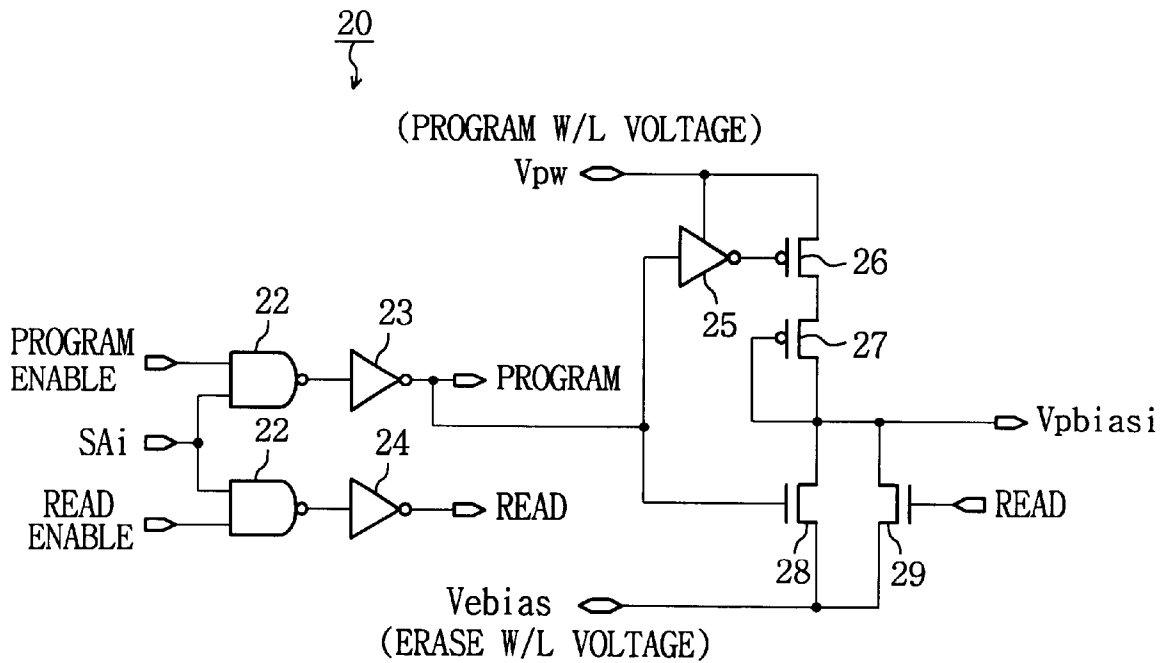 20
(PROGRAM W/L VOLTAGE)
Vpw
26
25
27
22
23
PROGRAM
ENABLE
PROGRAM
SAi
Vpbiasi
22
24
READ
ENABLE
READ
READ
28
29
Vebias
(ERASE W/L VOLTAGE)